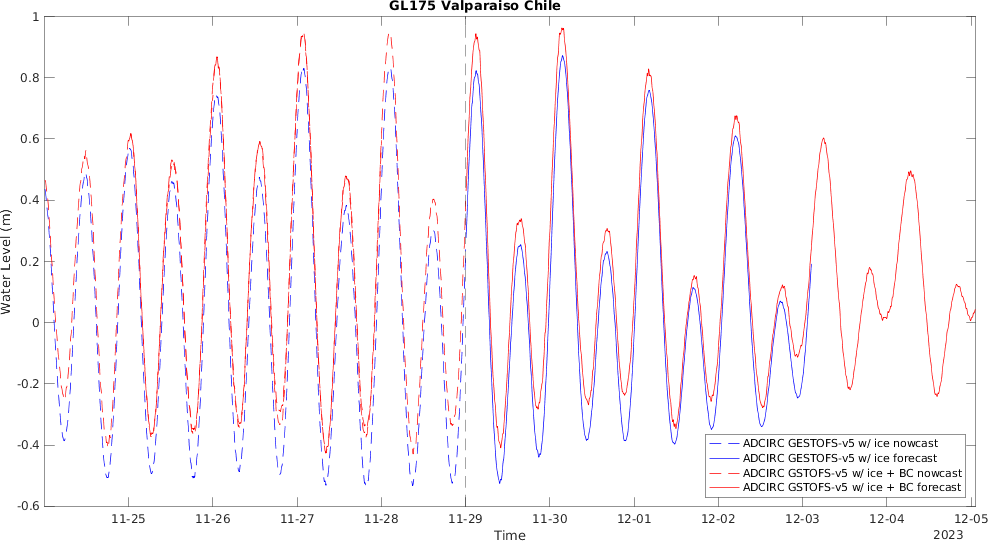 GL175 Valparaiso Chile
1
0.8
0.6
0.4
0.2
0
-0.2
-0.4
-0.6
Water Level (m)
11-25 11-26 11-27 11-28 11-29 11-30 12-01 12-02 12-03 12-04 12-05
Time
2023
ADCIRC GESTOFS-v5 w/ ice nowcast
ADCIRC GESTOFS-v5 w/ ice forecast
ADCIRC GSTOFS-v5 w/ ice + BC nowcast
ADCIRC GSTOFS-v5 w/ ice + BC forecast